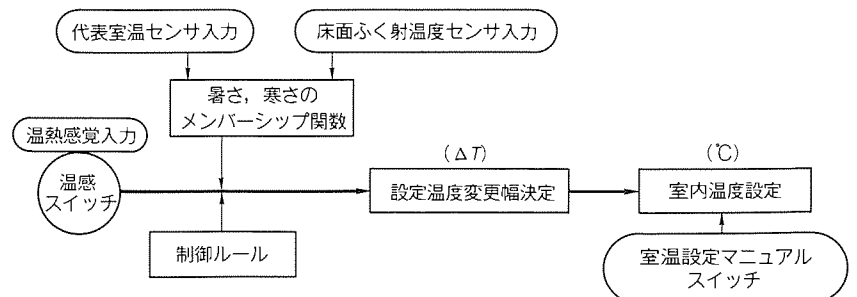 代表室温センサ入力
床面ふく射温度センサ入力
暑さ，寒さの
メンバーシップ関数
温熱感覚入力
温感
スイッチ
(ΔT)
設定温度変更幅決定
(℃)
室内温度設定
制御ルール
室温設定マニュアル
スイッチ